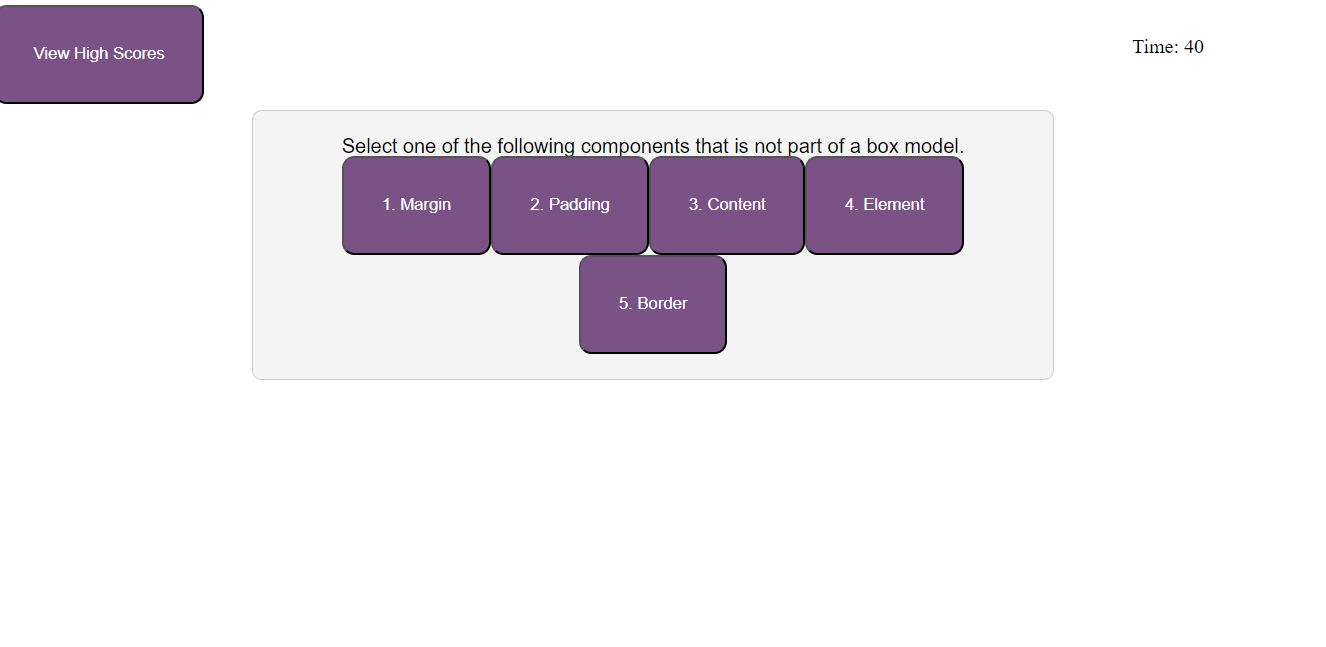 View High Scores
Time: 40
Select one of the following components that is not part of a box model.
1. Margin
2. Padding
3. Content
4. Element
5. Border